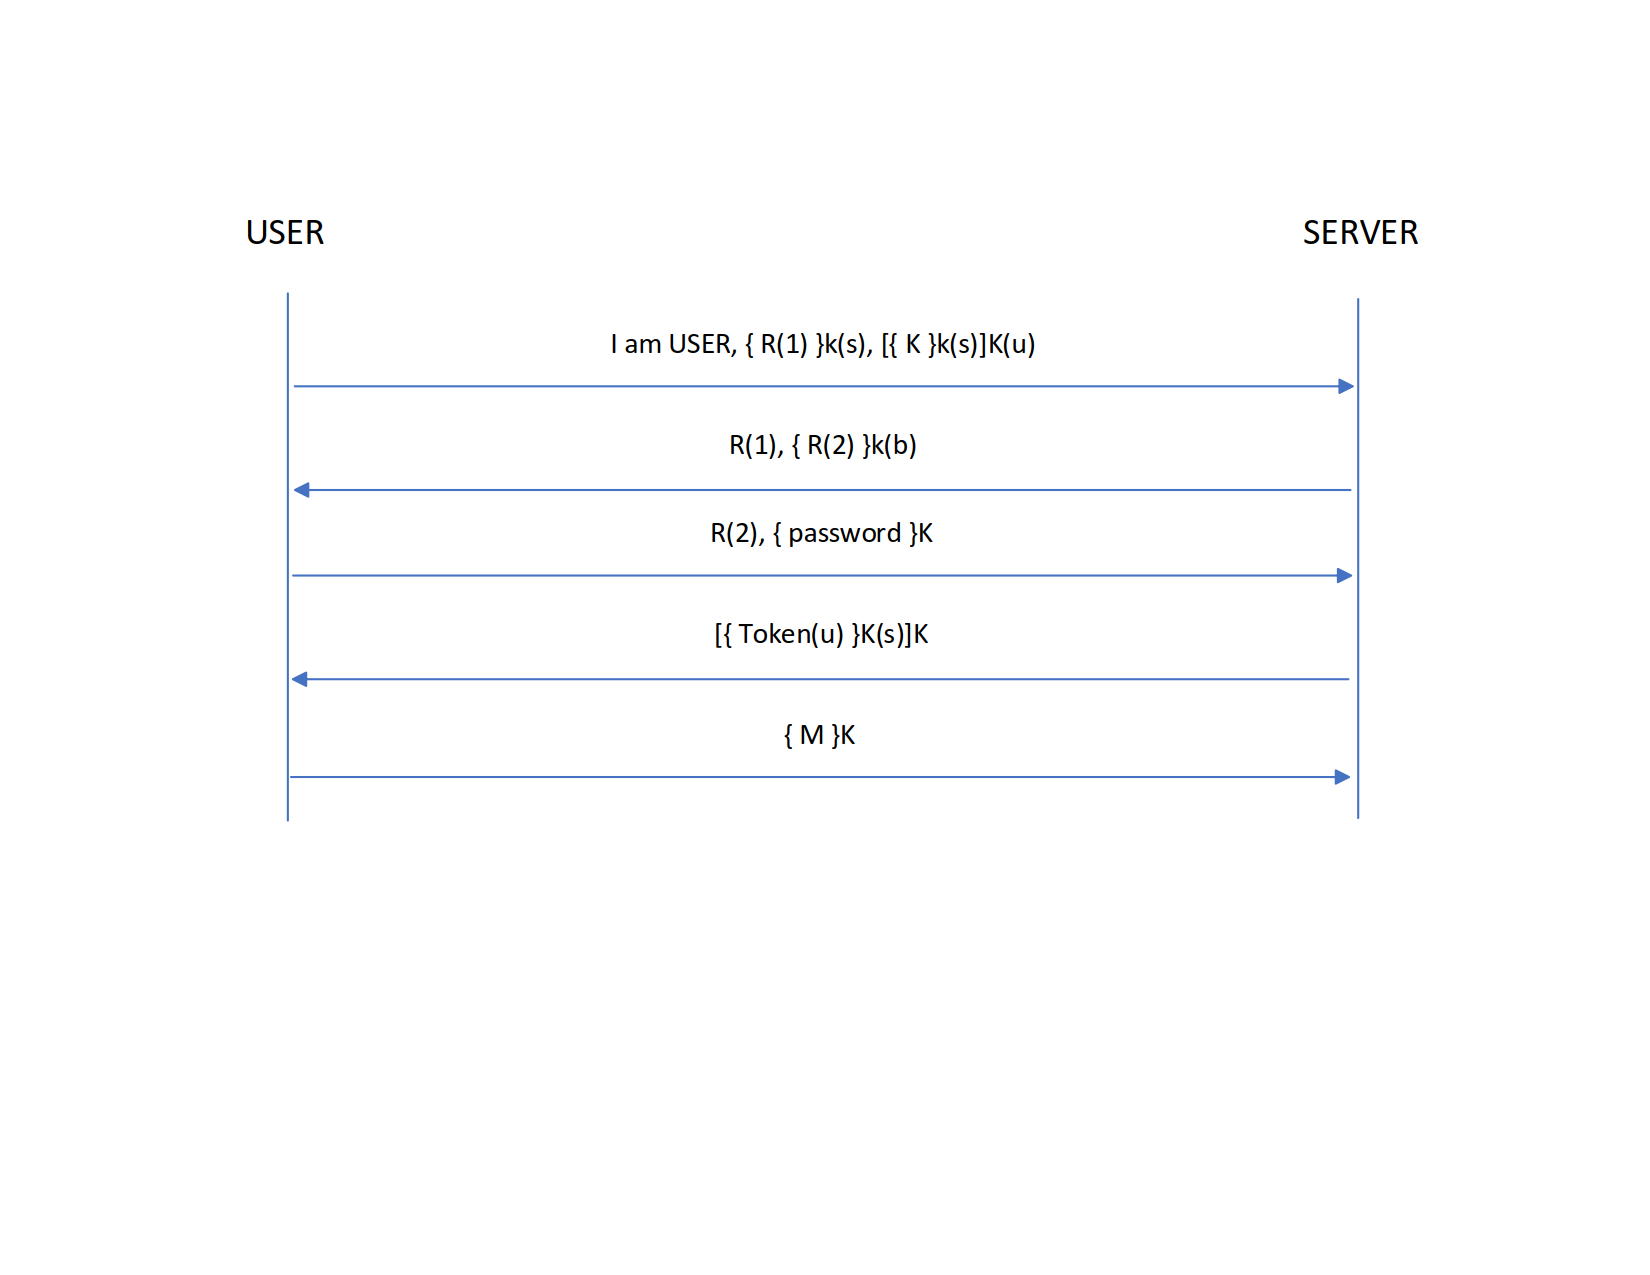 USER
SERVER
I am USER, { R(1) }k(s), [{ K }k(s)]K(u)
R(1), { R(2) }k(b)
R(2), { password }K
[{ Token(u) }K(s)]K
{ M }K